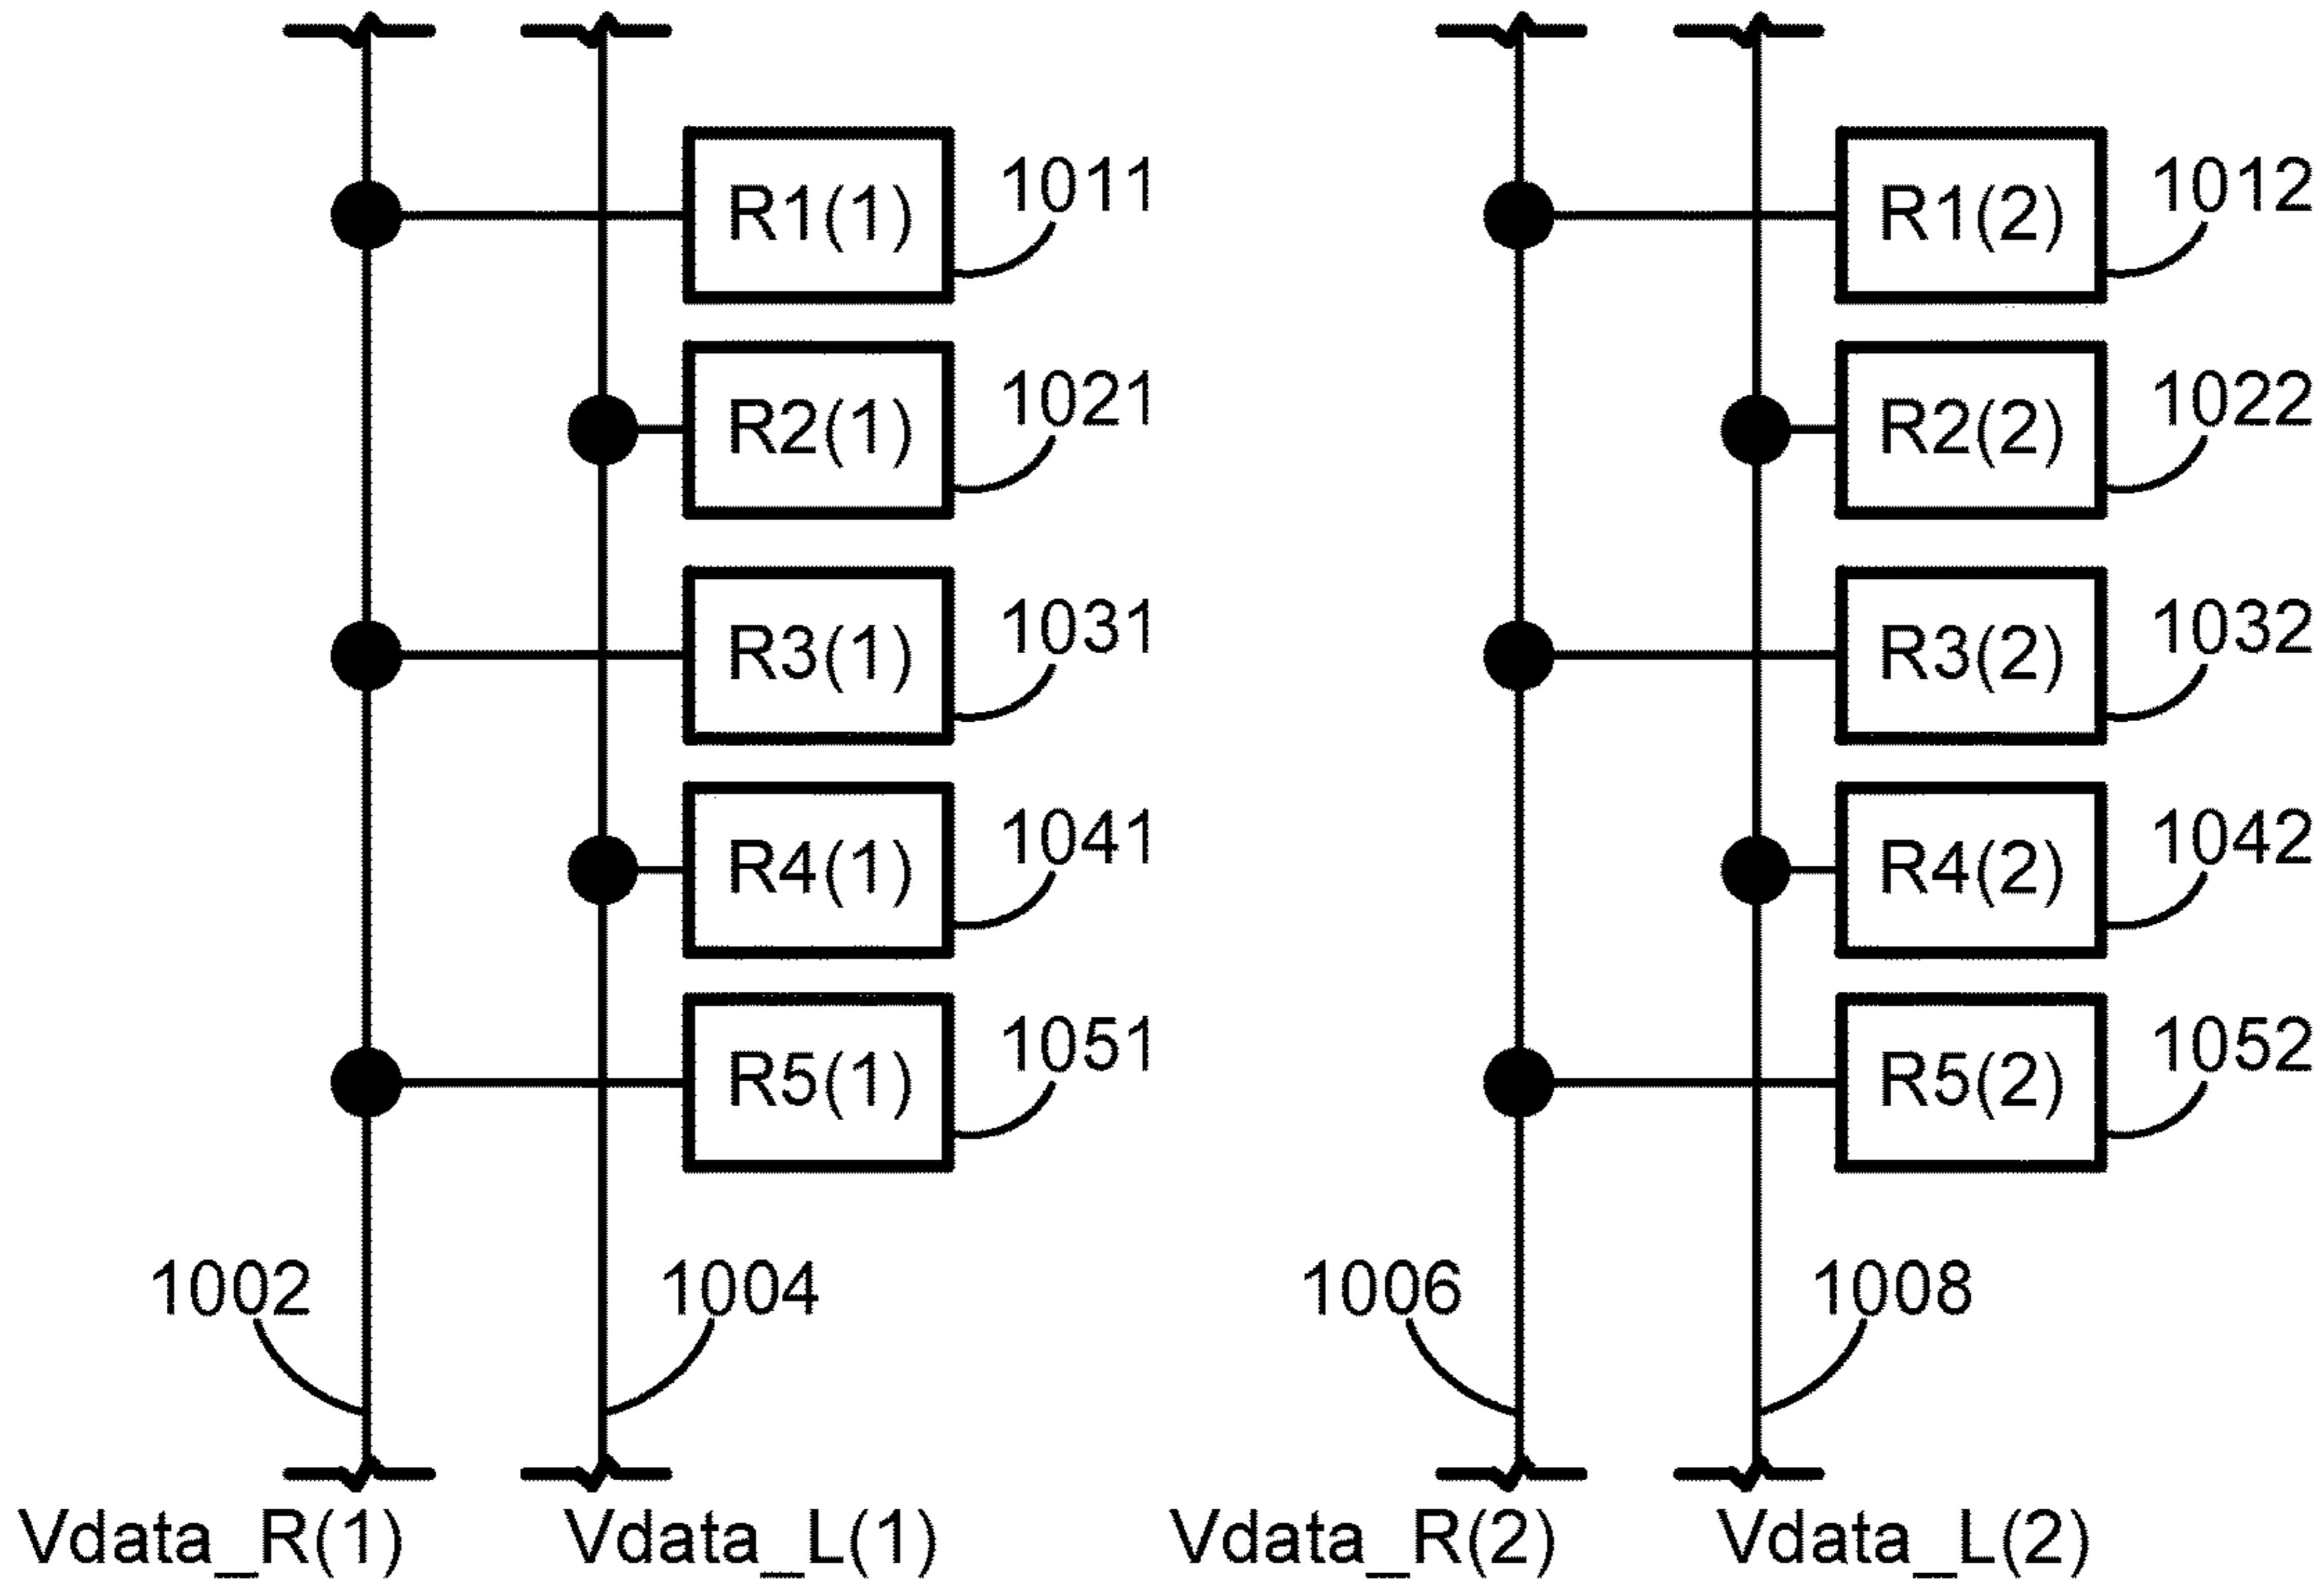 R1(1) 1011 R1(2) 1012
R2(1) 1021 R2(2) 1022
R3(1) 1031 R3(2) 1032
R4(1) 1041 R4(2) 1042
R5(1) 1051 R5(2) 1052
1002 1004 1006 1008
Vdata_R(1) Vdata_L(1) Vdata_R(2) Vdata_L(2)